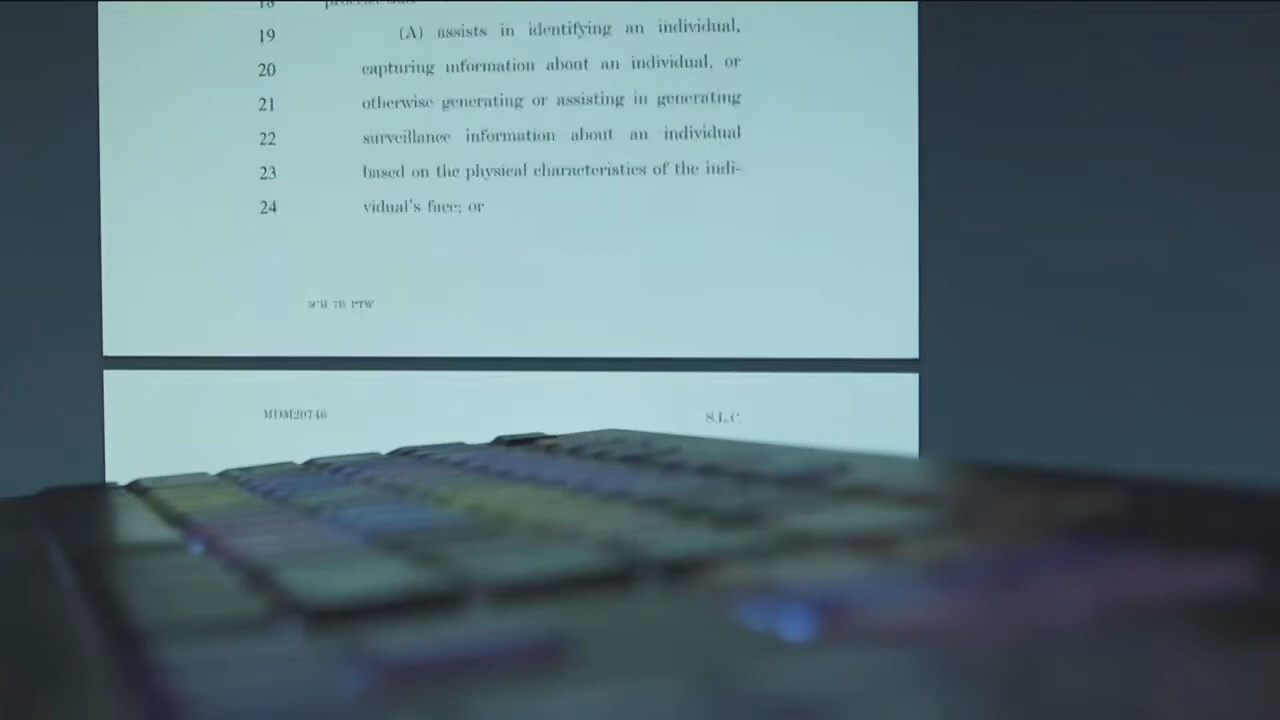 18
19 (A) assists in identifying an individual,
20 capturing information about an individual, or
21 otherwise generating or assisting in generating
22 surveillance information about an individual
23 based on the physical characteristics of the indi-
24 vidual's face; or
MDM20746 S.L.C.